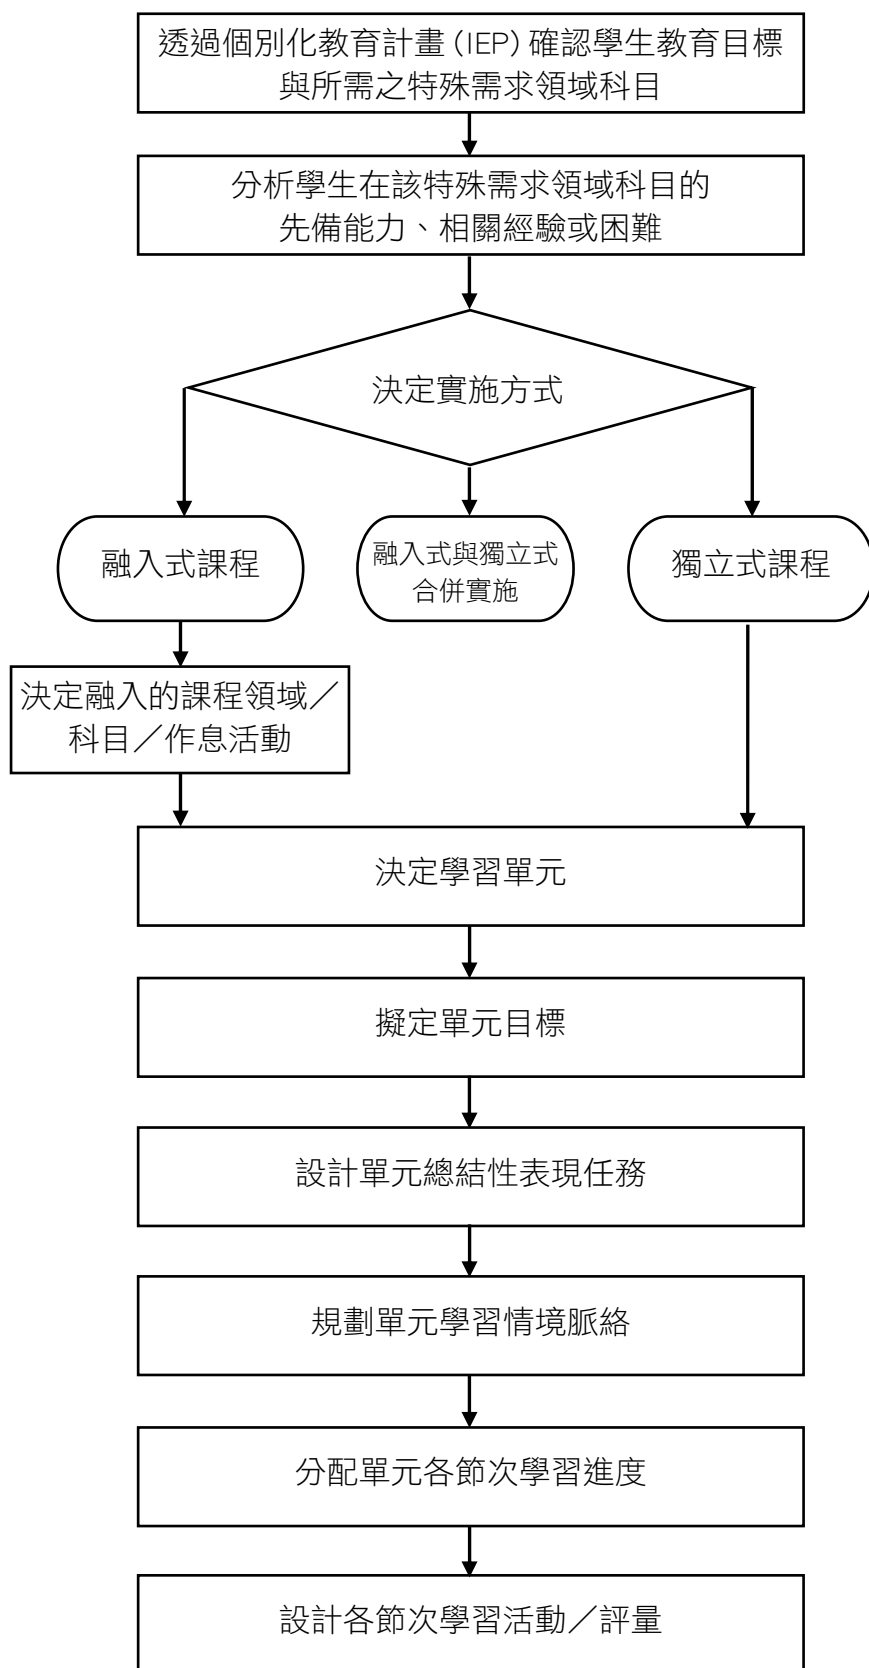 透過個別化教育計畫(IEP)確認學生教育目標
與所需之特殊需求領域科目
分析學生在該特殊需求領域科目的
先備能力、相關經驗或困難
決定實施方式
融入式課程
融入式與獨立式
合併實施
獨立式課程
決定融入的課程領域／
科目／作息活動
決定學習單元
擬定單元目標
設計單元總結性表現任務
規劃單元學習情境脈絡
分配單元各節次學習進度
設計各節次學習活動／評量